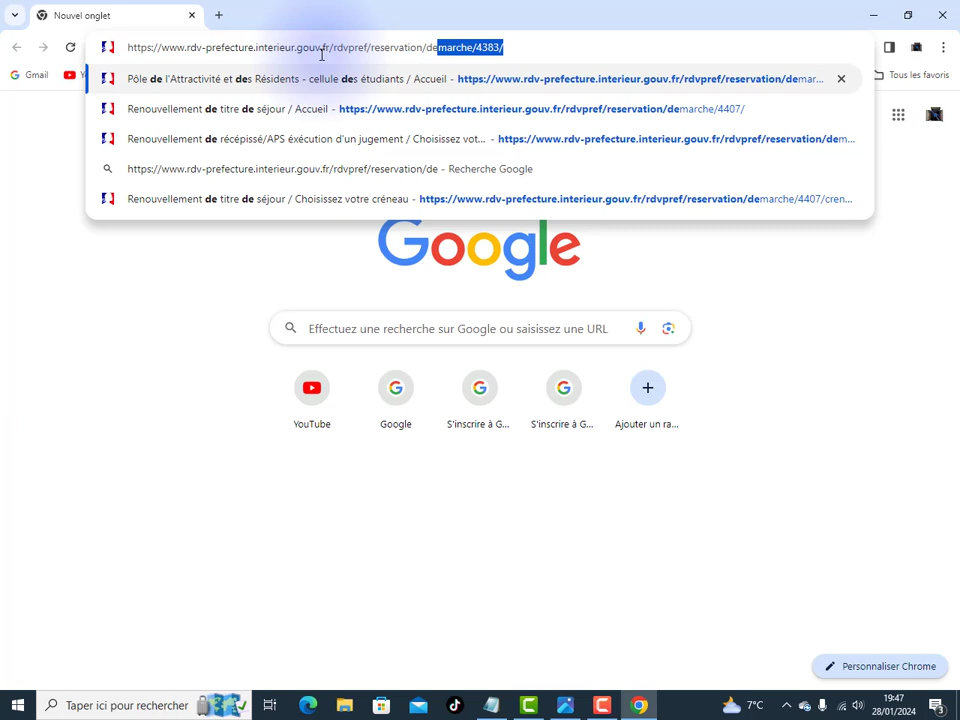 Nouvel onglet
https://www.rdv-prefecture.interieur.gouv.fr/rdvpref/reservation/demarche/4383/
Gmail
Y
Tous les favoris
Pôle de l'Attractivité et des Résidents - cellule des étudiants / Accueil - https://www.rdv-prefecture.interieur.gouv.fr/rdvpref/reservation/demar...
Renouvellement de titre de séjour / Accueil - https://www.rdv-prefecture.interieur.gouv.fr/rdvpref/reservation/demarche/4407/
Renouvellement de récépissé/APS éxécution d'un jugement / Choisissez vot... - https://www.rdv-prefecture.interieur.gouv.fr/rdvpref/reservation/dem...
https://www.rdv-prefecture.interieur.gouv.fr/rdvpref/reservation/de - Recherche Google
Renouvellement de titre de séjour / Choisissez votre créneau - https://www.rdv-prefecture.interieur.gouv.fr/rdvpref/reservation/demarche/4407/cren...
Google
Effectuez une recherche sur Google ou saisissez une URL
YouTube
Google
S'inscrire à G...
S'inscrire à G...
Ajouter un ra...
Personnaliser Chrome
Taper ici pour rechercher
7°C
19:47
28/01/2024
3